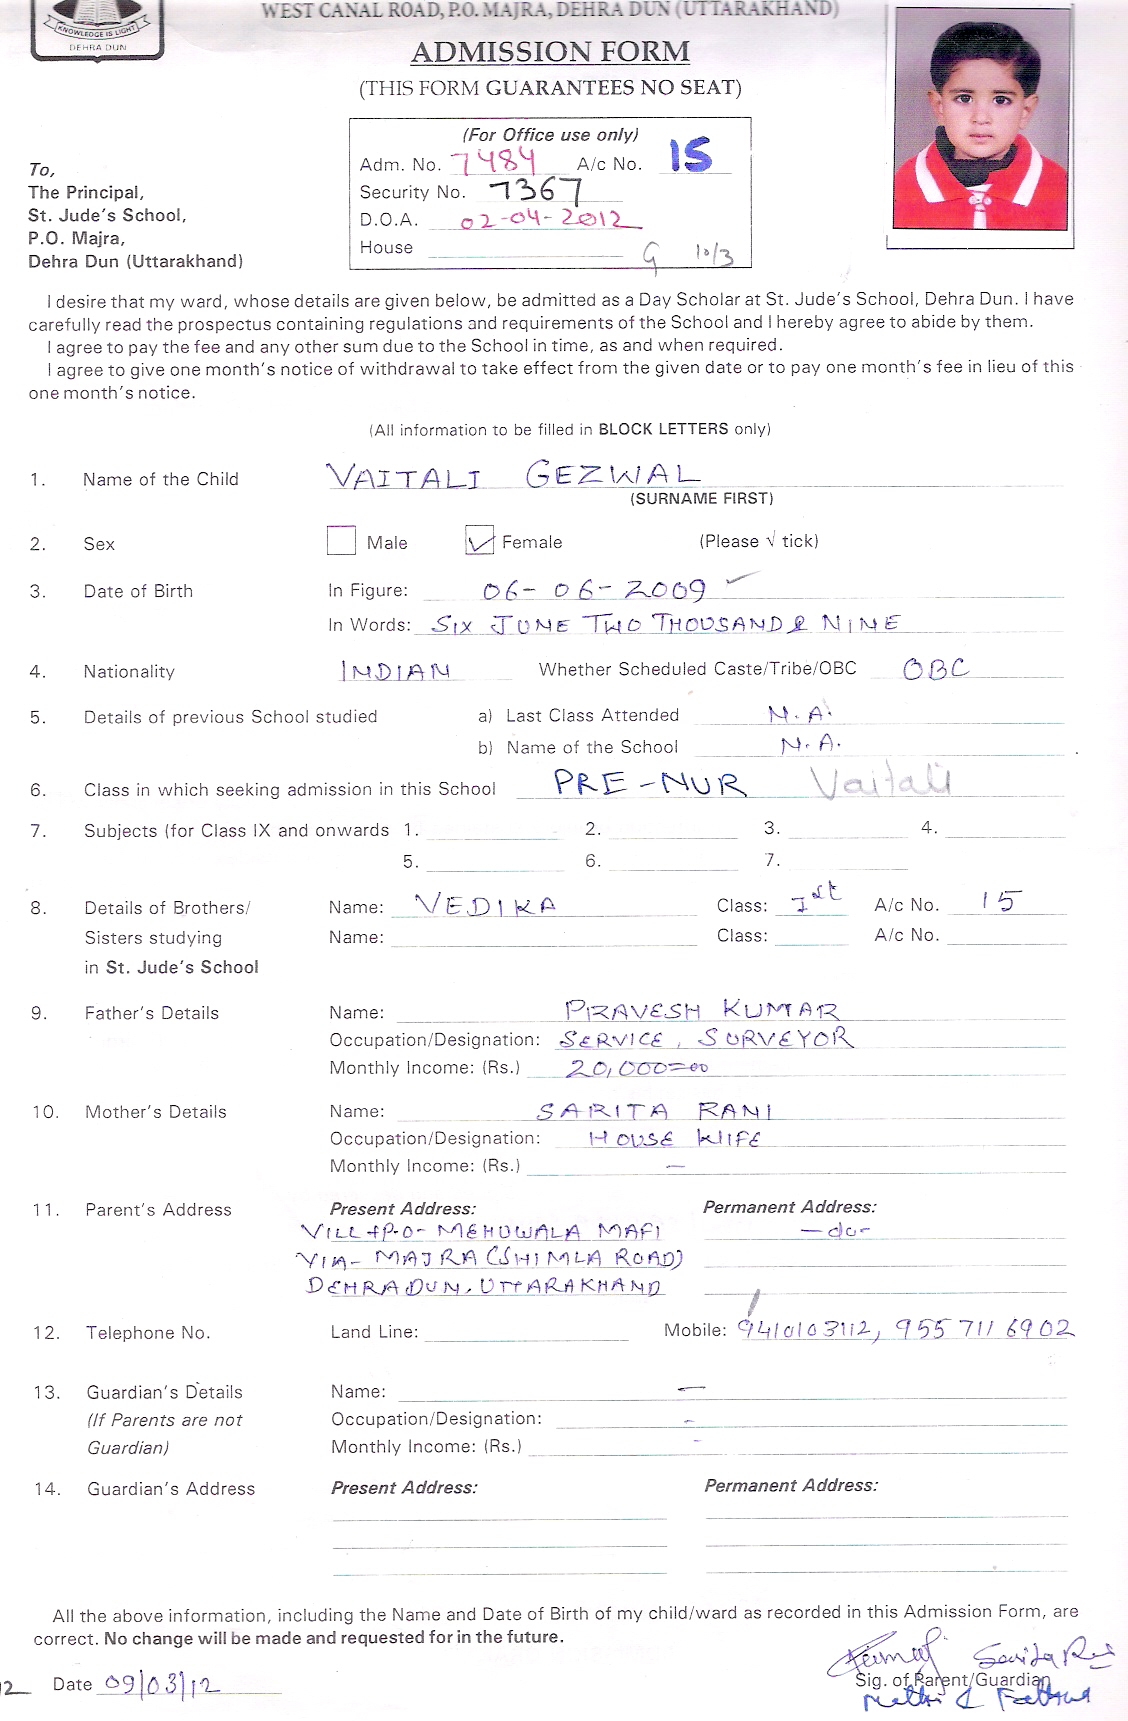 KNOWLEDGE IS LIGHT
DEHRA DUN
WEST CANAL ROAD, P.O. MAJRA, DEHRA DUN (UTTARAKHAND)
ADMISSION FORM
(THIS FORM GUARANTEES NO SEAT)
(For Office use only)
Adm. No. 7484 A/c No. 15
Security No. 7367
D.O.A. 02-04-2012
House G 10/3
To,
The Principal,
St. Jude's School,
P.O. Majra,
Dehra Dun (Uttarakhand)
I desire that my ward, whose details are given below, be admitted as a Day Scholar at St. Jude's School, Dehra Dun. I have
carefully read the prospectus containing regulations and requirements of the School and I hereby agree to abide by them.
I agree to pay the fee and any other sum due to the School in time, as and when required.
I agree to give one month's notice of withdrawal to take effect from the given date or to pay one month's fee in lieu of this
one month's notice.
(All information to be filled in BLOCK LETTERS only)
1. Name of the Child VAITALI GEZWAL
(SURNAME FIRST)
2. Sex Male Female (Please √ tick)
3. Date of Birth In Figure: 06-06-2009
In Words: SIX JUNE TWO THOUSAND & NINE
4. Nationality INDIAN Whether Scheduled Caste/Tribe/OBC OBC
5. Details of previous School studied a) Last Class Attended N.A.
b) Name of the School N.A.
6. Class in which seeking admission in this School PRE-NUR Vaitali
7. Subjects (for Class IX and onwards 1. 2. 3. 4.
5. 6. 7.
8. Details of Brothers/ Name: VEDIKA Class: Ist A/c No. 15
Sisters studying Name: Class: A/c No.
in St. Jude's School
9. Father's Details Name: PRAVESH KUMAR
Occupation/Designation: SERVICE, SURVEYOR
Monthly Income: (Rs.) 20,000=00
10. Mother's Details Name: SARITA RANI
Occupation/Designation: HOUSE WIFE
Monthly Income: (Rs.) —
11. Parent's Address Present Address: Permanent Address:
VILL+P.O- MEHUWALA MAFI —do-
VIA- MAJRA (SHIMLA ROAD)
DEHRADUN, UTTARAKHAND
12. Telephone No. Land Line: Mobile: 9410103112, 9557116902
13. Guardian's Details Name: —
(If Parents are not Occupation/Designation: -
Guardian) Monthly Income: (Rs.) -
14. Guardian's Address Present Address: Permanent Address:
All the above information, including the Name and Date of Birth of my child/ward as recorded in this Admission Form, are
correct. No change will be made and requested for in the future.
Sarita Rani
2 Date 09/03/12 Sig. of Parent/Guardian